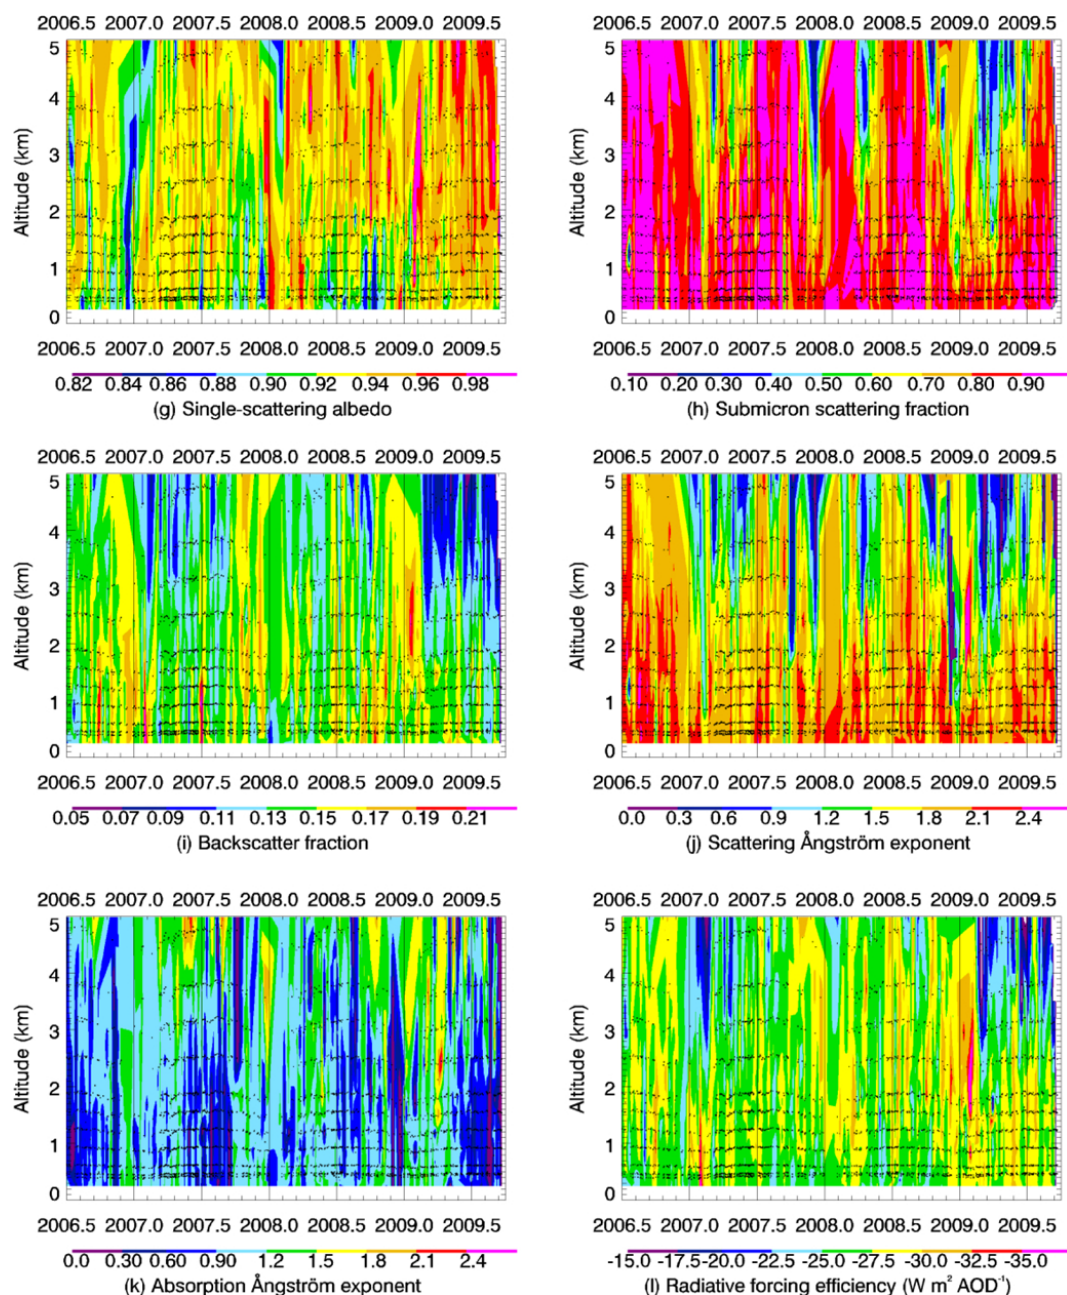 2006.5 2007.0 2007.5 2008.0 2008.5 2009.0 2009.5
5
4
3
2
1
0
Altitude (km)
2006.5 2007.0 2007.5 2008.0 2008.5 2009.0 2009.5
0.82 0.84 0.86 0.88 0.90 0.92 0.94 0.96 0.98
(g) Single-scattering albedo
2006.5 2007.0 2007.5 2008.0 2008.5 2009.0 2009.5
5
4
3
2
1
0
Altitude (km)
2006.5 2007.0 2007.5 2008.0 2008.5 2009.0 2009.5
0.10 0.20 0.30 0.40 0.50 0.60 0.70 0.80 0.90
(h) Submicron scattering fraction
2006.5 2007.0 2007.5 2008.0 2008.5 2009.0 2009.5
5
4
3
2
1
0
Altitude (km)
2006.5 2007.0 2007.5 2008.0 2008.5 2009.0 2009.5
0.05 0.07 0.09 0.11 0.13 0.15 0.17 0.19 0.21
(i) Backscatter fraction
2006.5 2007.0 2007.5 2008.0 2008.5 2009.0 2009.5
5
4
3
2
1
0
Altitude (km)
2006.5 2007.0 2007.5 2008.0 2008.5 2009.0 2009.5
0.0 0.3 0.6 0.9 1.2 1.5 1.8 2.1 2.4
(j) Scattering Ångström exponent
2006.5 2007.0 2007.5 2008.0 2008.5 2009.0 2009.5
5
4
3
2
1
0
Altitude (km)
2006.5 2007.0 2007.5 2008.0 2008.5 2009.0 2009.5
0.0 0.30 0.60 0.90 1.2 1.5 1.8 2.1 2.4
(k) Absorption Ångström exponent
2006.5 2007.0 2007.5 2008.0 2008.5 2009.0 2009.5
5
4
3
2
1
0
Altitude (km)
2006.5 2007.0 2007.5 2008.0 2008.5 2009.0 2009.5
-15.0 -17.5 -20.0 -22.5 -25.0 -27.5 -30.0 -32.5 -35.0
(l) Radiative forcing efficiency (W m² AOD⁻¹)